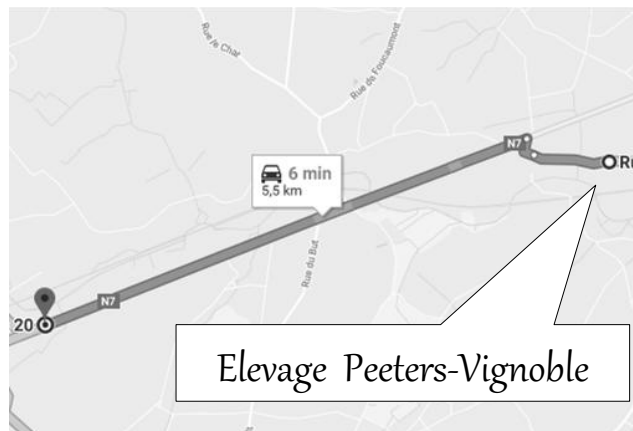 Rue le Chat
Rue de Foucaumont
N7
6 min
5,5 km
Ru
Rue du But
N7
20
Elevage Peeters-Vignoble